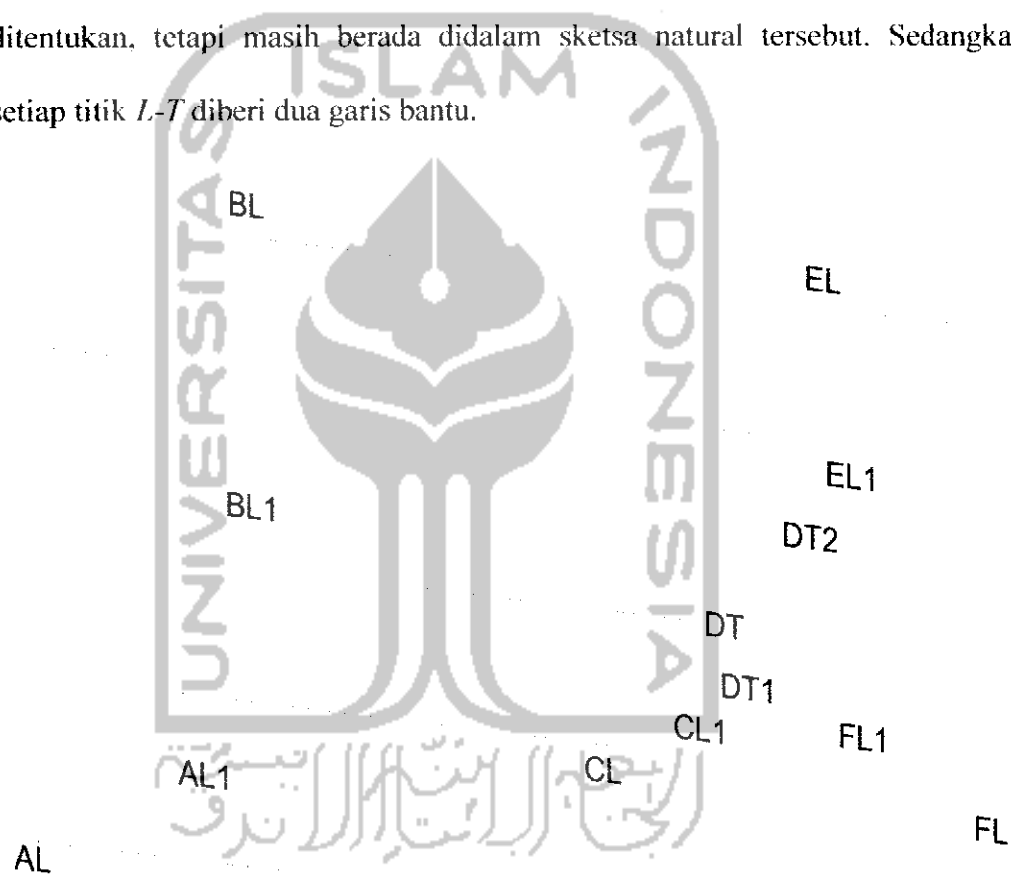 litentukan, tetapi masih berada didalam sketsa natural tersebut. Sedangka
setiap titik L-T diberi dua garis bantu.
ISLAM
UNIVERSITAS
INDONESIA
BL
EL
EL1
BL1
DT2
DT
DT1
CL1
FL1
AL1
CL
FL
AL